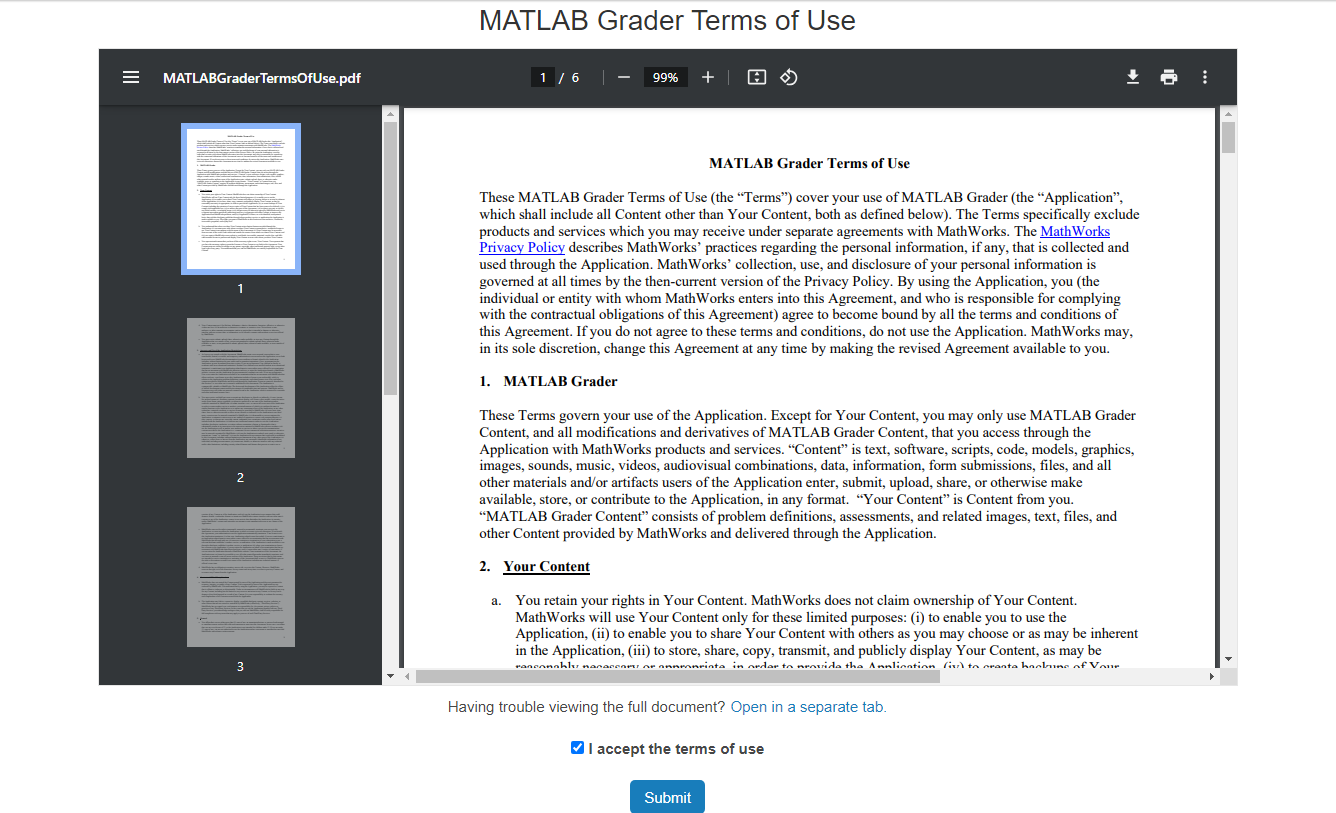 MATLAB Grader Terms of Use
MATLABGraderTermsOfUse.pdf
1 / 6
99%
1
2
3
MATLAB Grader Terms of Use
These MATLAB Grader Terms of Use (the “Terms”) cover your use of MATLAB Grader (the “Application”,
which shall include all Content other than Your Content, both as defined below). The Terms specifically exclude
products and services which you may receive under separate agreements with MathWorks. The MathWorks
Privacy Policy describes MathWorks’ practices regarding the personal information, if any, that is collected and
used through the Application. MathWorks’ collection, use, and disclosure of your personal information is
governed at all times by the then-current version of the Privacy Policy. By using the Application, you (the
individual or entity with whom MathWorks enters into this Agreement, and who is responsible for complying
with the contractual obligations of this Agreement) agree to become bound by all the terms and conditions of
this Agreement. If you do not agree to these terms and conditions, do not use the Application. MathWorks may,
in its sole discretion, change this Agreement at any time by making the revised Agreement available to you.
1. MATLAB Grader
These Terms govern your use of the Application. Except for Your Content, you may only use MATLAB Grader
Content, and all modifications and derivatives of MATLAB Grader Content, that you access through the
Application with MathWorks products and services. “Content” is text, software, scripts, code, models, graphics,
images, sounds, music, videos, audiovisual combinations, data, information, form submissions, files, and all
other materials and/or artifacts users of the Application enter, submit, upload, share, or otherwise make
available, store, or contribute to the Application, in any format. “Your Content” is Content from you.
“MATLAB Grader Content” consists of problem definitions, assessments, and related images, text, files, and
other Content provided by MathWorks and delivered through the Application.
2. Your Content
a. You retain your rights in Your Content. MathWorks does not claim ownership of Your Content.
MathWorks will use Your Content only for these limited purposes: (i) to enable you to use the
Application, (ii) to enable you to share Your Content with others as you may choose or as may be inherent
in the Application, (iii) to store, share, copy, transmit, and publicly display Your Content, as may be
reasonably necessary or appropriate, in order to provide the Application, (iv) to create backups of Your
Having trouble viewing the full document? Open in a separate tab.
I accept the terms of use
Submit